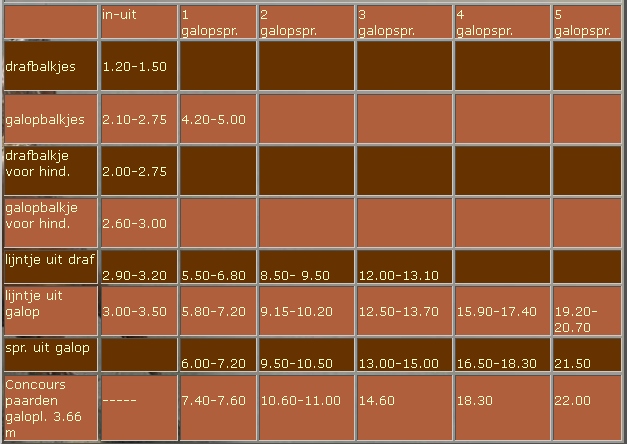 in-uit 1 galopspr. 2 galopspr. 3 galopspr. 4 galopspr. 5 galopspr.
drafbalkjes 1.20-1.50
galopbalkjes 2.10-2.75 4.20-5.00
drafbalkje voor hind. 2.00-2.75
galopbalkje voor hind. 2.60-3.00
lijntje uit draf 2.90-3.20 5.50-6.80 8.50- 9.50 12.00-13.10
lijntje uit galop 3.00-3.50 5.80-7.20 9.15-10.20 12.50-13.70 15.90-17.40 19.20-20.70
spr. uit galop 6.00-7.20 9.50-10.50 13.00-15.00 16.50-18.30 21.50
Concours paarden galopl. 3.66 m ----- 7.40-7.60 10.60-11.00 14.60 18.30 22.00